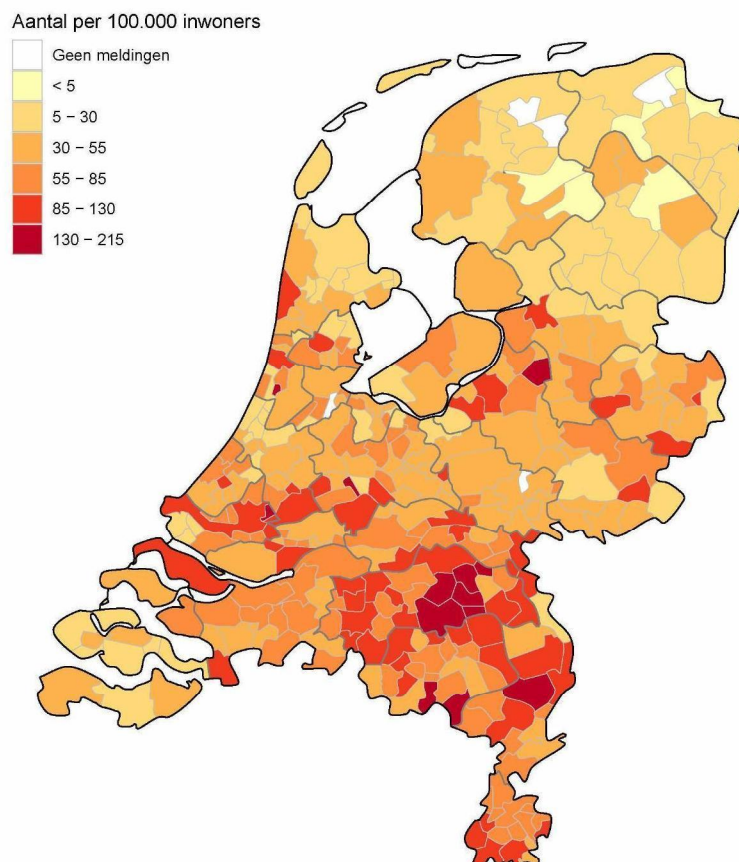 Aantal per 100.000 inwoners
Geen meldingen
< 5
5 – 30
30 – 55
55 – 85
85 – 130
130 – 215